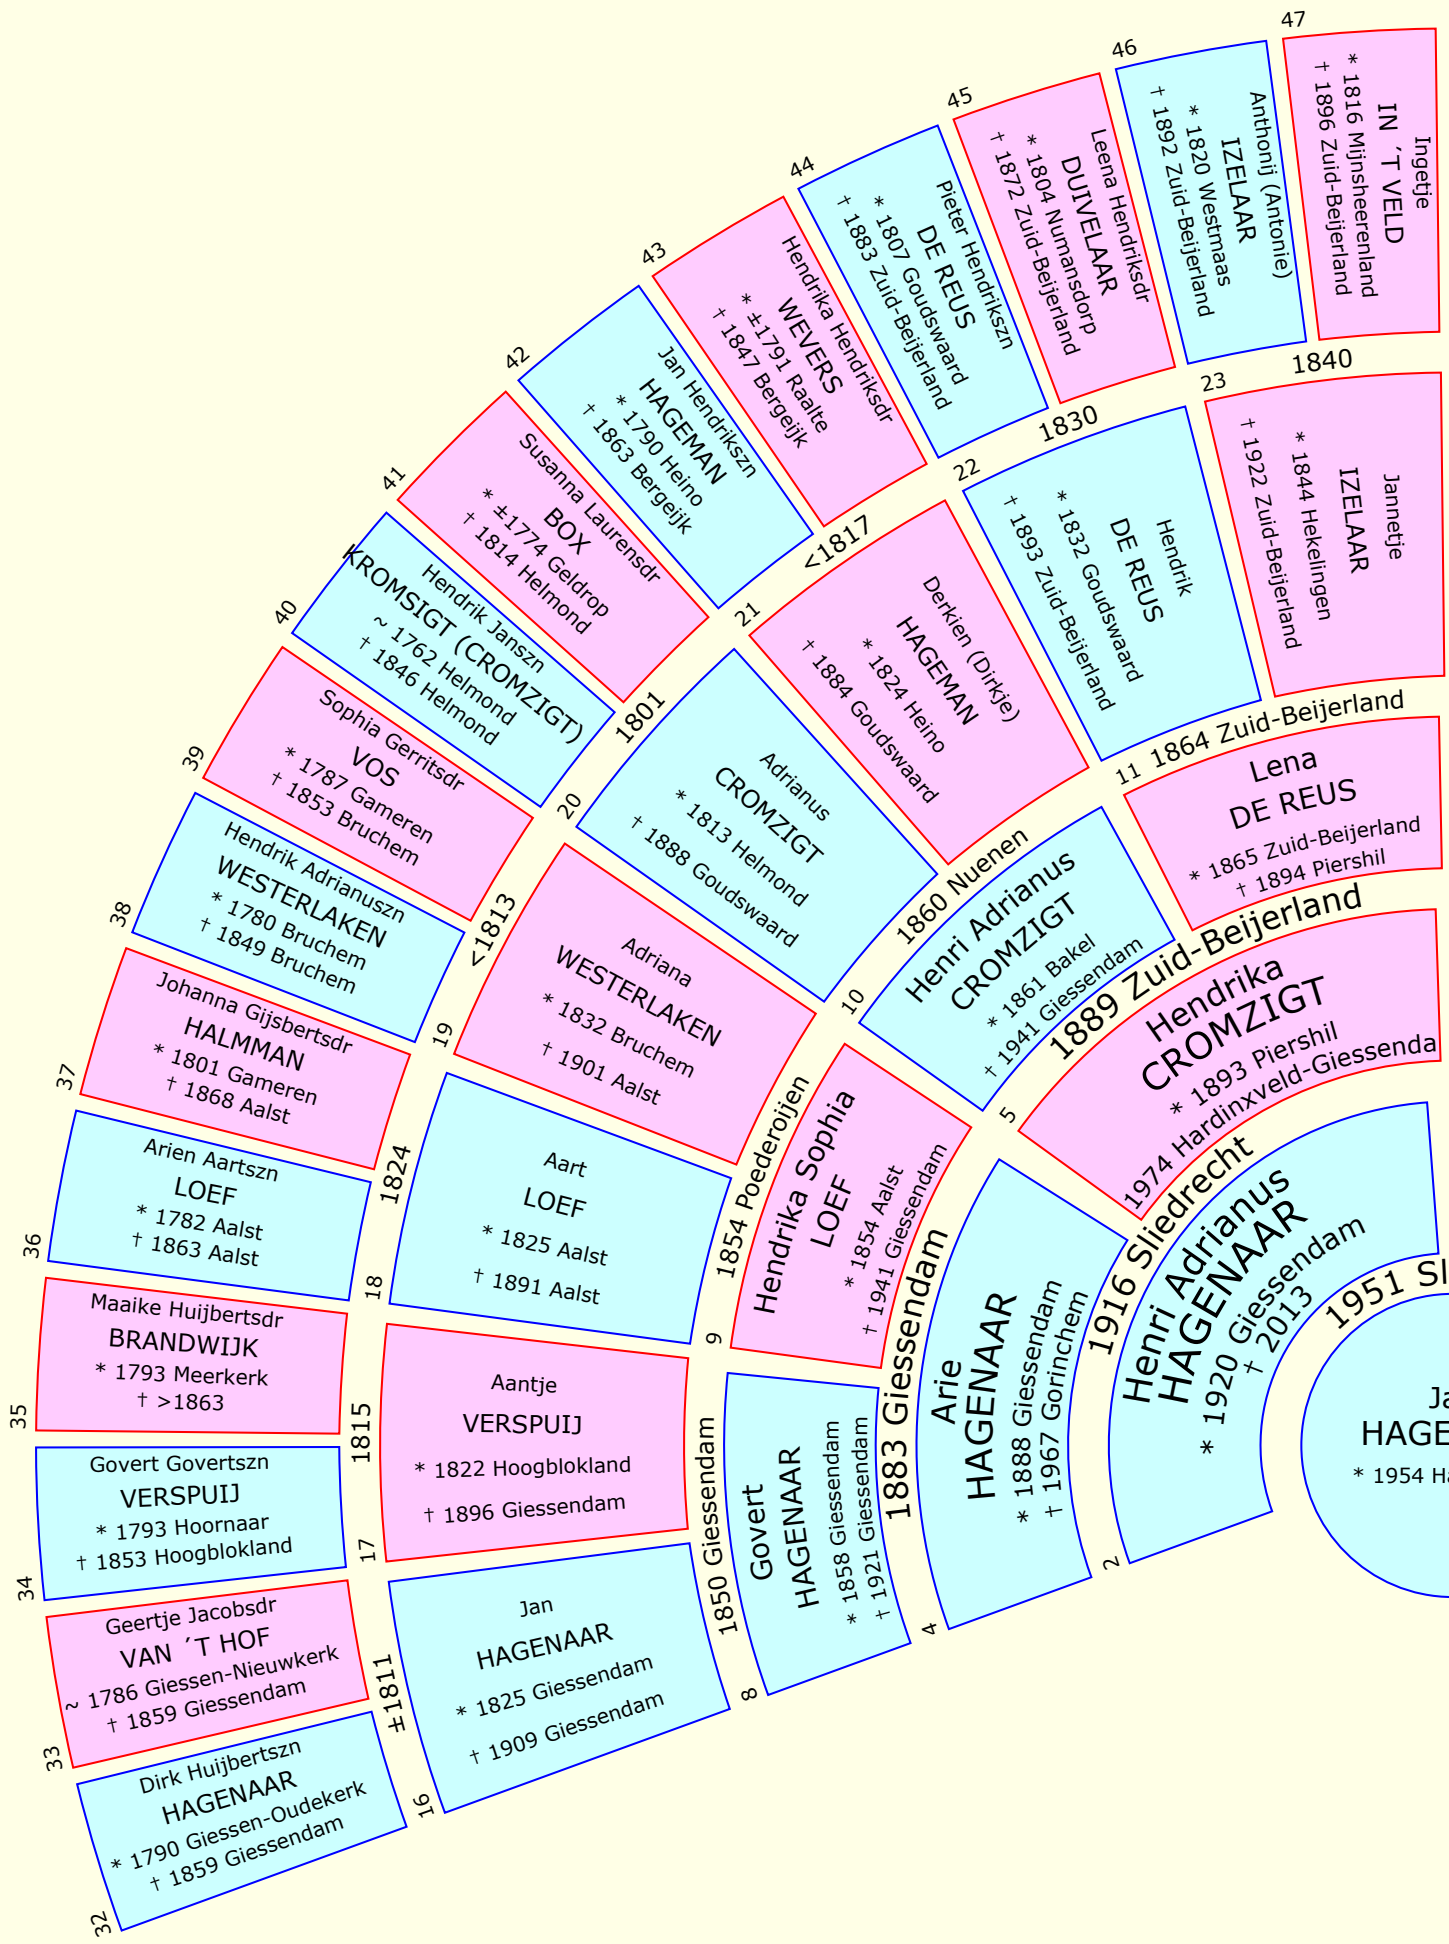 47
Ingetje
IN ´T VELD
* 1816 Mijnsheerenland
† 1896 Zuid-Beijerland
46
Anthonij (Antonie)
IZELAAR
* 1820 Westmaas
† 1892 Zuid-Beijerland
45
Leena Hendriksdr
DUIVELAAR
* 1804 Numansdorp
† 1872 Zuid-Beijerland
44
Pieter Hendrikszn
DE REUS
* 1807 Goudswaard
† 1883 Zuid-Beijerland
43
Hendrika Hendriksdr
WEVERS
* ±1791 Raalte
† 1847 Bergeijk
42
Jan Hendrikszn
HAGEMAN
* 1790 Heino
† 1863 Bergeijk
41
Susanna Laurensdr
BOX
* ±1774 Geldrop
† 1814 Helmond
40
Hendrik Janszn
KROMSIGT (CROMZIGT)
~ 1762 Helmond
† 1846 Helmond
39
Sophia Gerritsdr
VOS
* 1787 Gameren
† 1853 Bruchem
38
Hendrik Adrianuszn
WESTERLAKEN
* 1780 Bruchem
† 1849 Bruchem
37
Johanna Gijsbertsdr
HALMMAN
* 1801 Gameren
† 1868 Aalst
36
Arien Aartszn
LOEF
* 1782 Aalst
† 1863 Aalst
35
Maaike Huijbertsdr
BRANDWIJK
* 1793 Meerkerk
† >1863
34
Govert Govertszn
VERSPUIJ
* 1793 Hoornaar
† 1853 Hoogblokland
33
Geertje Jacobsdr
VAN ´T HOF
~ 1786 Giessen-Nieuwkerk
† 1859 Giessendam
32
Dirk Huijbertszn
HAGENAAR
* 1790 Giessen-Oudekerk
† 1859 Giessendam
1840
1830
<1817
1801
<1813
1824
1815
±1811
23
Jannetje
IZELAAR
* 1844 Hekelingen
† 1922 Zuid-Beijerland
22
Hendrik
DE REUS
* 1832 Goudswaard
† 1893 Zuid-Beijerland
21
Derkien (Dirkje)
HAGEMAN
* 1824 Heino
† 1884 Goudswaard
20
Adrianus
CROMZIGT
* 1813 Helmond
† 1888 Goudswaard
19
Adriana
WESTERLAKEN
* 1832 Bruchem
† 1901 Aalst
18
Aart
LOEF
* 1825 Aalst
† 1891 Aalst
17
Aantje
VERSPUIJ
* 1822 Hoogblokland
† 1896 Giessendam
16
Jan
HAGENAAR
* 1825 Giessendam
† 1909 Giessendam
1864 Zuid-Beijerland
1860 Nuenen
1854 Poederoijen
1850 Giessendam
11
Lena
DE REUS
* 1865 Zuid-Beijerland
† 1894 Piershil
10
Henri Adrianus
CROMZIGT
* 1861 Bakel
† 1941 Giessendam
9
Hendrika Sophia
LOEF
* 1854 Aalst
† 1941 Giessendam
8
Govert
HAGENAAR
* 1858 Giessendam
† 1921 Giessendam
1889 Zuid-Beijerland
1883 Giessendam
5
Hendrika
CROMZIGT
* 1893 Piershil
1974 Hardinxveld-Giessenda
4
Arie
HAGENAAR
* 1888 Giessendam
† 1967 Gorinchem
1916 Sliedrecht
2
Henri Adrianus
HAGENAAR
* 1920 Giessendam
† 2013
1951 Sl
Ja
HAGE
* 1954 Ha